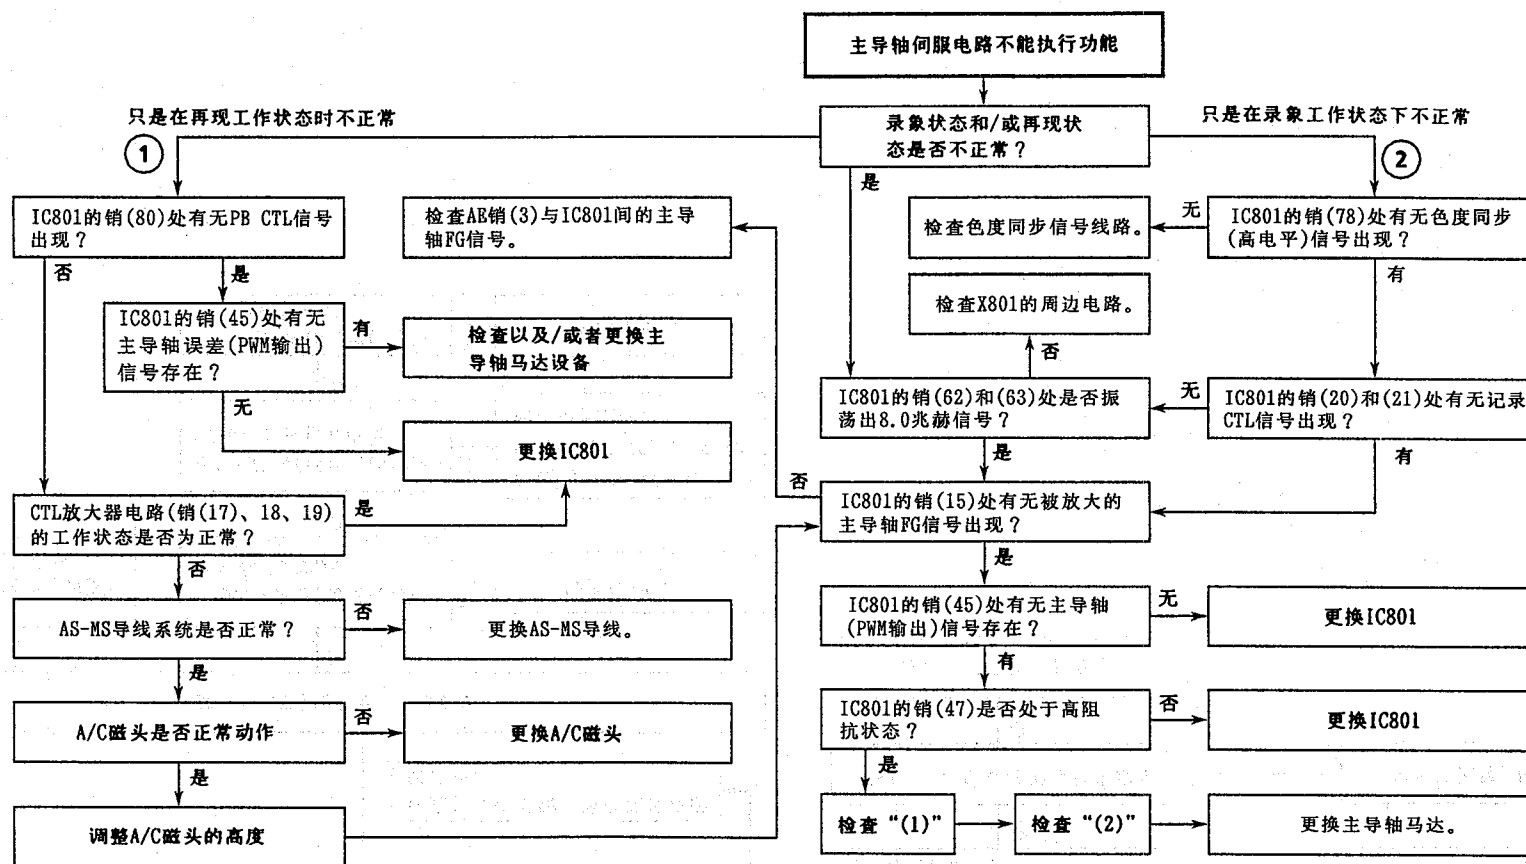 主导轴伺服电路不能执行功能
只是在再现工作状态时不正常
①
录象状态和/或再现状
态是否不正常？
只是在录象工作状态下不正常
②
是
IC801的销(80)处有无PB CTL信号
出现？
否
是
检查AE销(3)与IC801间的主导
轴FG信号。
检查色度同步信号线路。
无
IC801的销(78)处有无色度同步
(高电平)信号出现？
有
检查X801的周边电路。
否
IC801的销(45)处有无
主导轴误差(PWM输出)
信号存在？
有
检查以及/或者更换主
导轴马达设备
无
更换IC801
IC801的销(62)和(63)处是否振
荡出8.0兆赫信号？
是
无
IC801的销(20)和(21)处有无记录
CTL信号出现？
有
CTL放大器电路(销(17)、18、19)
的工作状态是否为正常？
是
否
否
IC801的销(15)处有无被放大的
主导轴FG信号出现？
是
AS-MS导线系统是否正常？
否
更换AS-MS导线。
是
IC801的销(45)处有无主导轴
(PWM输出)信号存在？
无
更换IC801
有
A/C磁头是否正常动作
否
更换A/C磁头
是
IC801的销(47)是否处于高阻
抗状态？
否
更换IC801
是
调整A/C磁头的高度
检查“(1)”
检查“(2)”
更换主导轴马达。